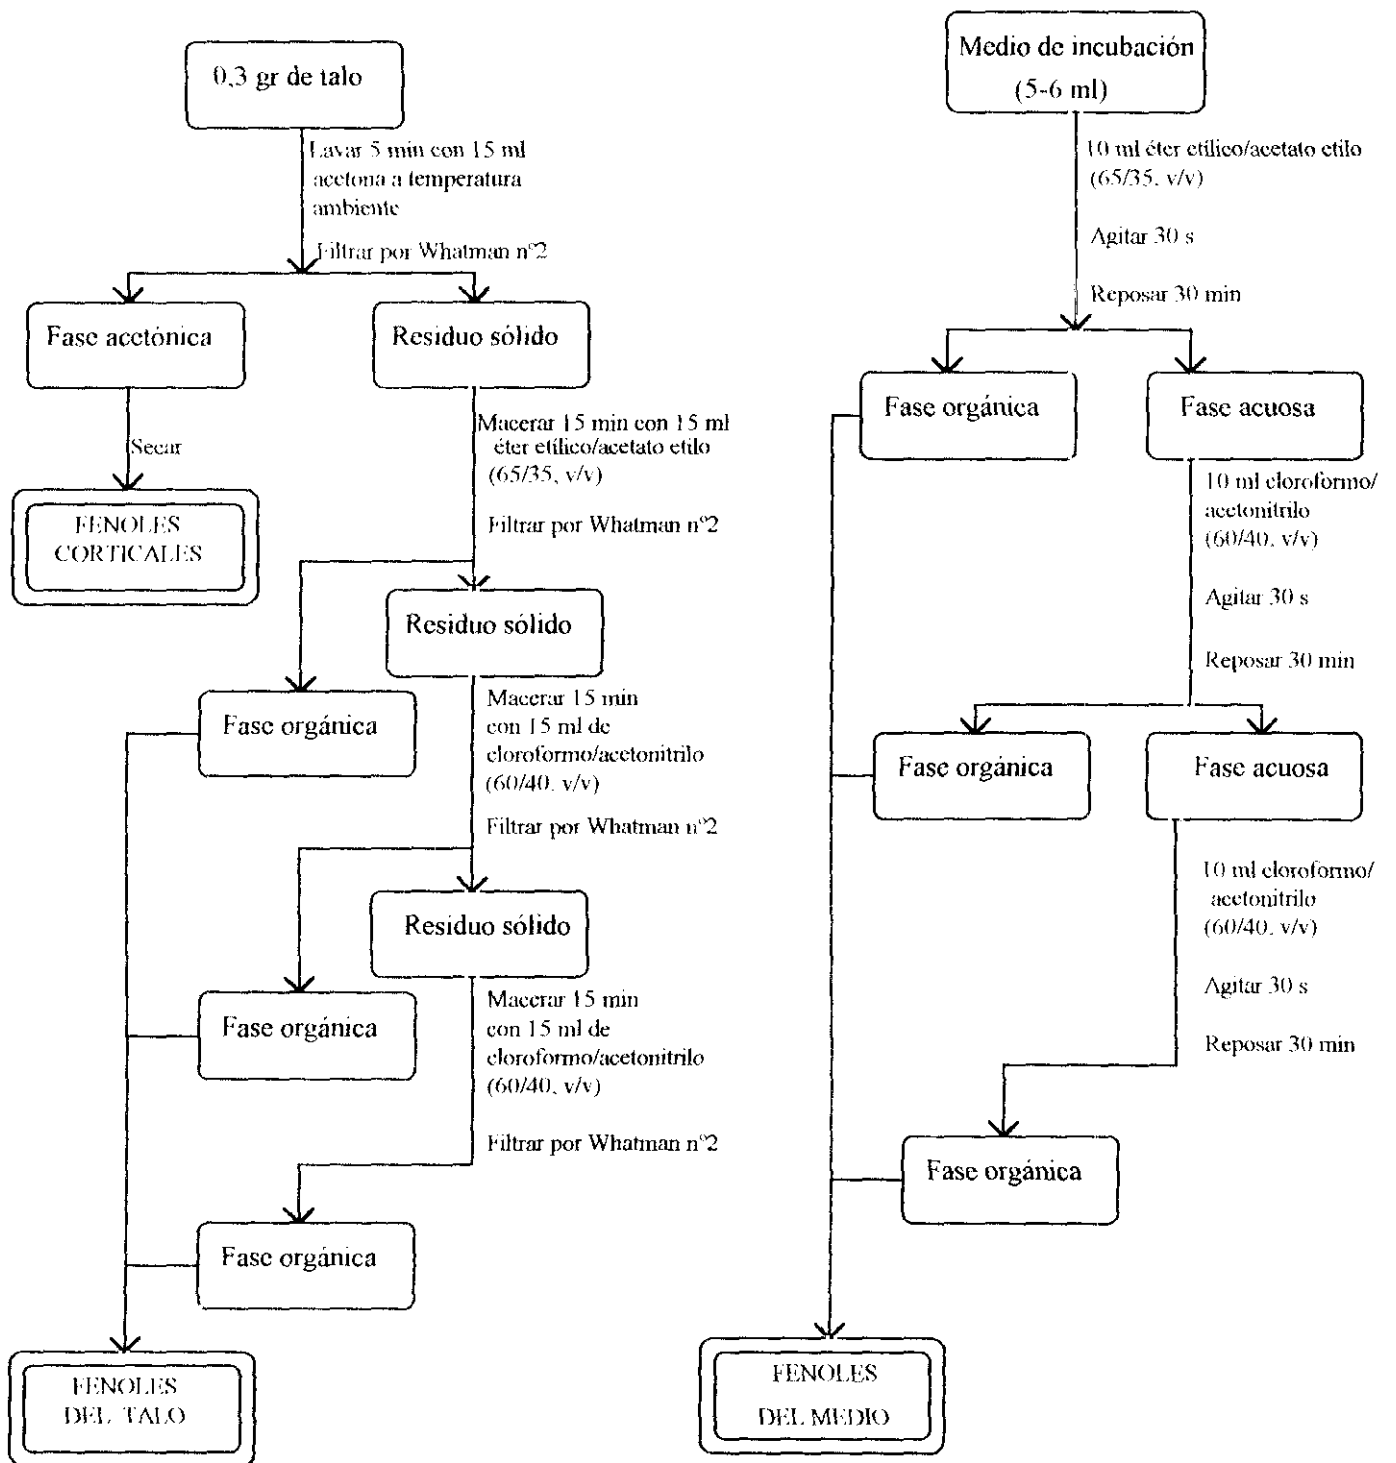 0,3 gr de talo
Lavar 5 min con 15 ml
acetona a temperatura
ambiente
Filtrar por Whatman nº2
Fase acetónica
Residuo sólido
Secar
FENOLES
CORTICALES
Macerar 15 min con 15 ml
éter etílico/acetato etilo
(65/35, v/v)
Filtrar por Whatman nº2
Residuo sólido
Fase orgánica
Macerar 15 min
con 15 ml de
cloroformo/acetonitrilo
(60/40. v/v)
Filtrar por Whatman nº2
Residuo sólido
Fase orgánica
Macerar 15 min
con 15 ml de
cloroformo/acetonitrilo
(60/40, v/v)
Filtrar por Whatman nº2
Fase orgánica
FENOLES
DEL TALO
Medio de incubación
(5-6 ml)
10 ml éter etílico/acetato etilo
(65/35. v/v)
Agitar 30 s
Reposar 30 min
Fase orgánica
Fase acuosa
10 ml cloroformo/
acetonitrilo
(60/40. v/v)
Agitar 30 s
Reposar 30 min
Fase orgánica
Fase acuosa
10 ml cloroformo/
acetonitrilo
(60/40. v/v)
Agitar 30 s
Reposar 30 min
Fase orgánica
FENOLES
DEL MEDIO